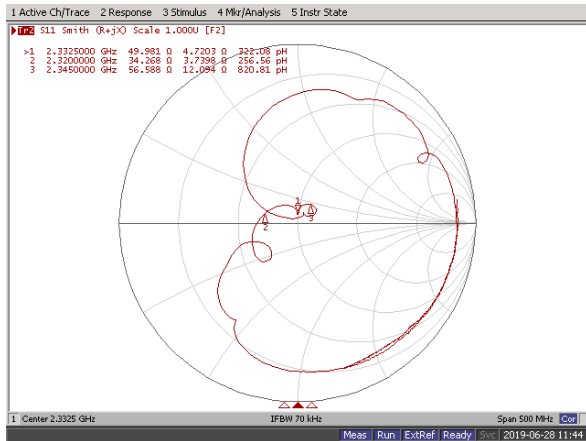 1 Active Ch/Trace 2 Response 3 Stimulus 4 Mkr/Analysis 5 Instr State
Tr2 S11 Smith (R+jX) Scale 1.000U [F2]
>1 2.3325000 GHz 49.981 Ω 4.7203 Ω 322.08 pH
2 2.3200000 GHz 34.268 Ω 3.7398 Ω 256.56 pH
3 2.3450000 GHz 56.588 Ω 12.094 Ω 820.81 pH
1
2
3
1 Center 2.3325 GHz IFBW 70 kHz Span 500 MHz Cor
Meas Run ExtRef Ready Svc 2019-06-28 11:44